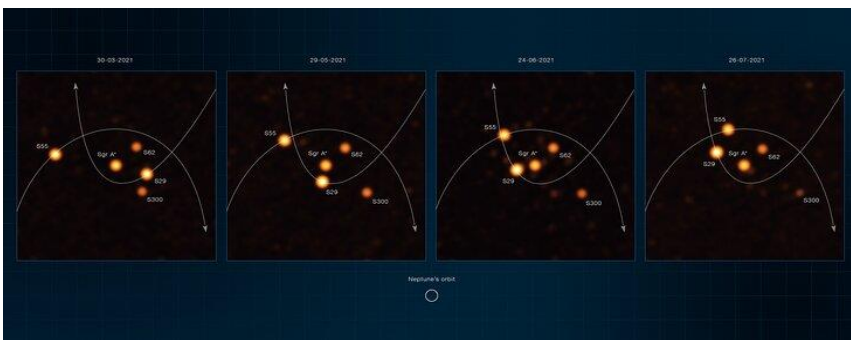 30-03-2021
29-05-2021
24-06-2021
26-07-2021
S55
Sgr A*
S62
S29
S300
S55
Sgr A*
S62
S29
S300
S55
Sgr A*
S62
S29
S300
S55
Sgr A*
S62
S29
S300
Neptune's orbit